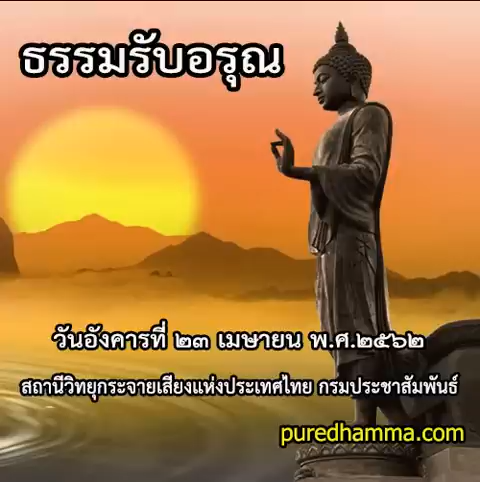 ธรรมรับอรุณ
วันอังคารที่ ๒๓ เมษายน พ.ศ.๒๕๖๒
สถานีวิทยุกระจายเสียงแห่งประเทศไทย กรมประชาสัมพันธ์
puredhamma.com